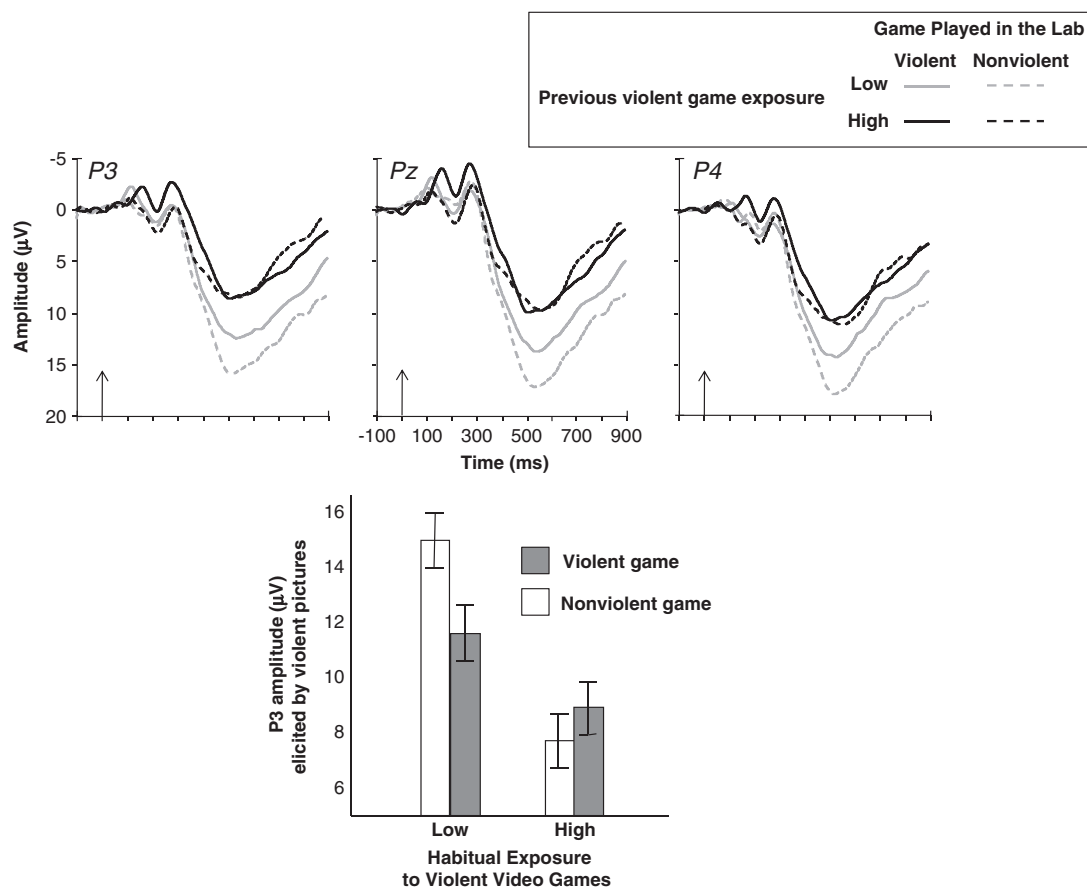 Game Played in the Lab
Violent Nonviolent
Previous violent game exposure
Low
High
P3
Pz
P4
-5
0
5
10
15
20
Amplitude (µV)
-100 100 300 500 700 900
Time (ms)
16
14
12
10
8
6
P3 amplitude (µV)
elicited by violent pictures
Violent game
Nonviolent game
Low High
Habitual Exposure
to Violent Video Games